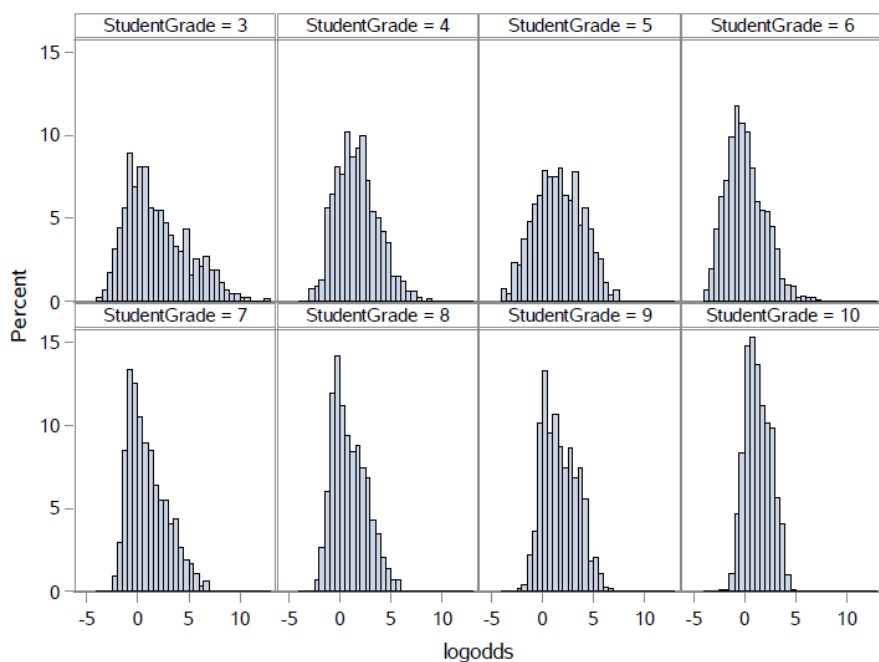 StudentGrade = 3 StudentGrade = 4 StudentGrade = 5 StudentGrade = 6
15
10
5
0
Percent
StudentGrade = 7 StudentGrade = 8 StudentGrade = 9 StudentGrade = 10
15
10
5
0
-5 0 5 10 -5 0 5 10 -5 0 5 10 -5 0 5 10
logodds